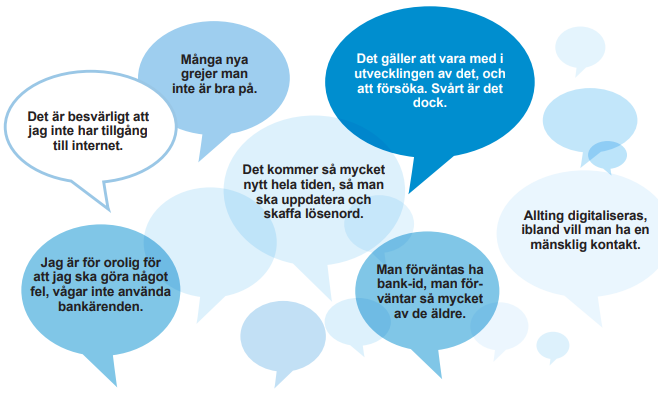 Många nya
grejer man
inte är bra på.
Det gäller att vara med i
utvecklingen av det, och
att försöka. Svårt är det
dock.
Det är besvärligt att
jag inte har tillgång
till internet.
Det kommer så mycket
nytt hela tiden, så man
ska uppdatera och
skaffa lösenord.
Allting digitaliseras,
ibland vill man ha en
mänsklig kontakt.
Jag är för orolig för
att jag ska göra något
fel, vågar inte använda
bankärenden.
Man förväntas ha
bank-id, man för-
väntar så mycket
av de äldre.